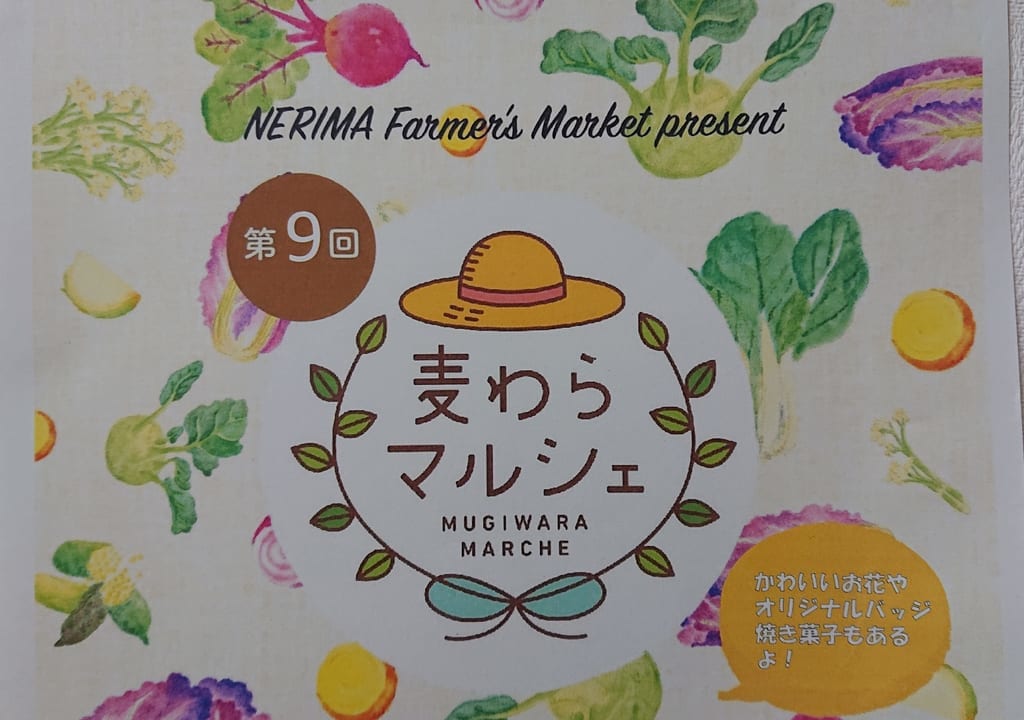 NERIMA Farmer's Market present
第9回
麦わら
マルシェ
MUGIWARA
MARCHE
かわいいお花や
オリジナルバッジ
焼き菓子もある
よ！